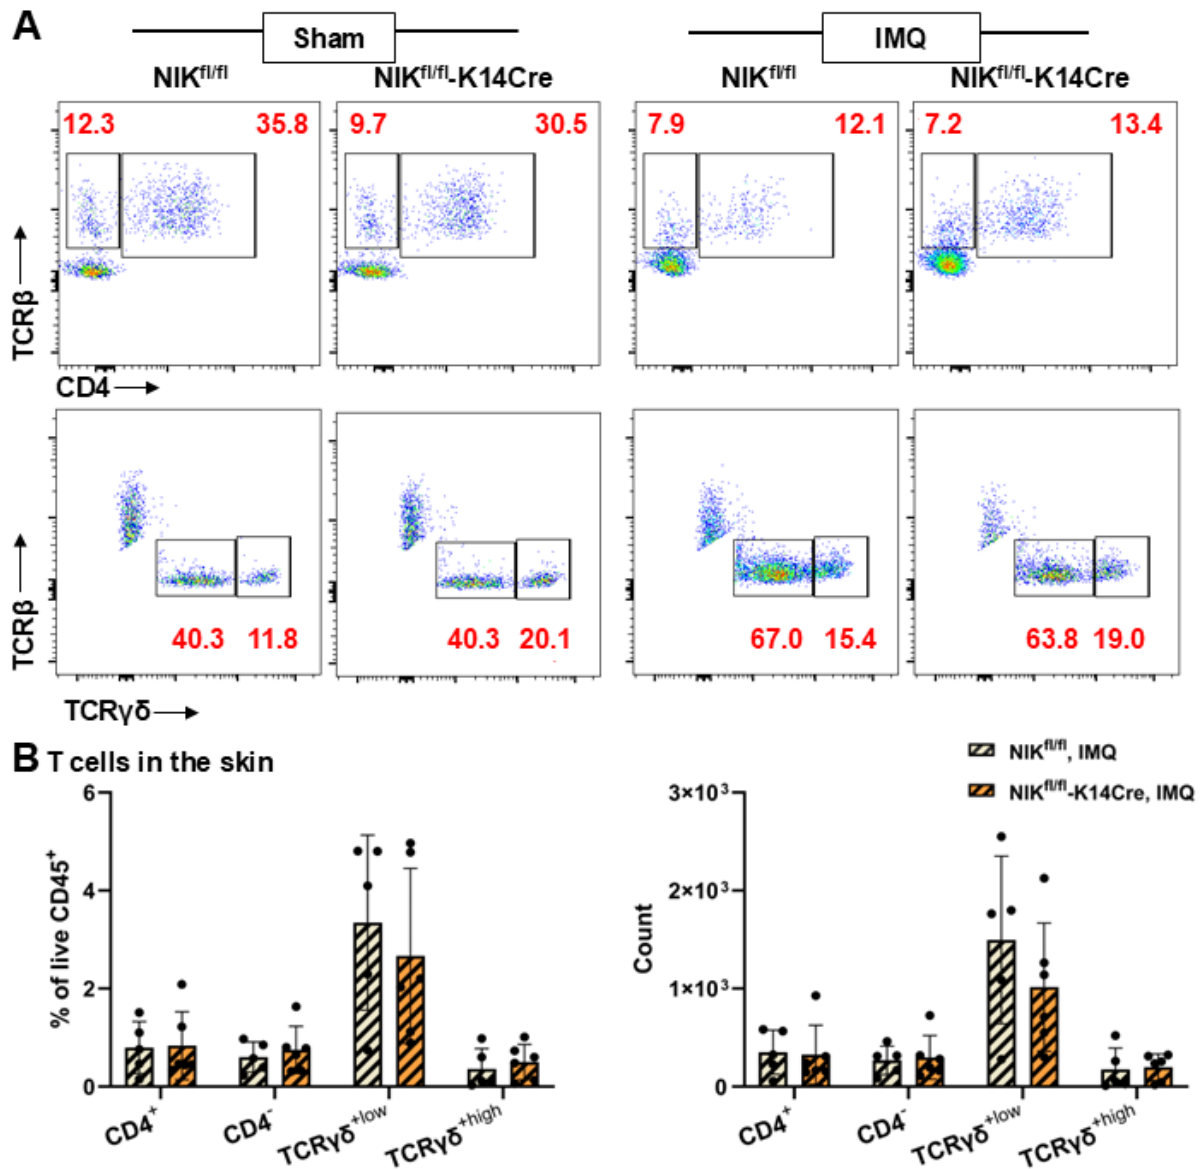 A
Sham
IMQ
NIKfl/fl
NIKfl/fl-K14Cre
NIKfl/fl
NIKfl/fl-K14Cre
12.3
35.8
9.7
30.5
7.9
12.1
7.2
13.4
TCRβ
CD4
40.3
11.8
40.3
20.1
67.0
15.4
63.8
19.0
TCRβ
TCRγδ
B T cells in the skin
NIKfl/fl, IMQ
NIKfl/fl-K14Cre, IMQ
% of live CD45+
6
4
2
0
CD4+
CD4-
TCRγδ+low
TCRγδ+high
Count
3×10³
2×10³
1×10³
0
CD4+
CD4-
TCRγδ+low
TCRγδ+high